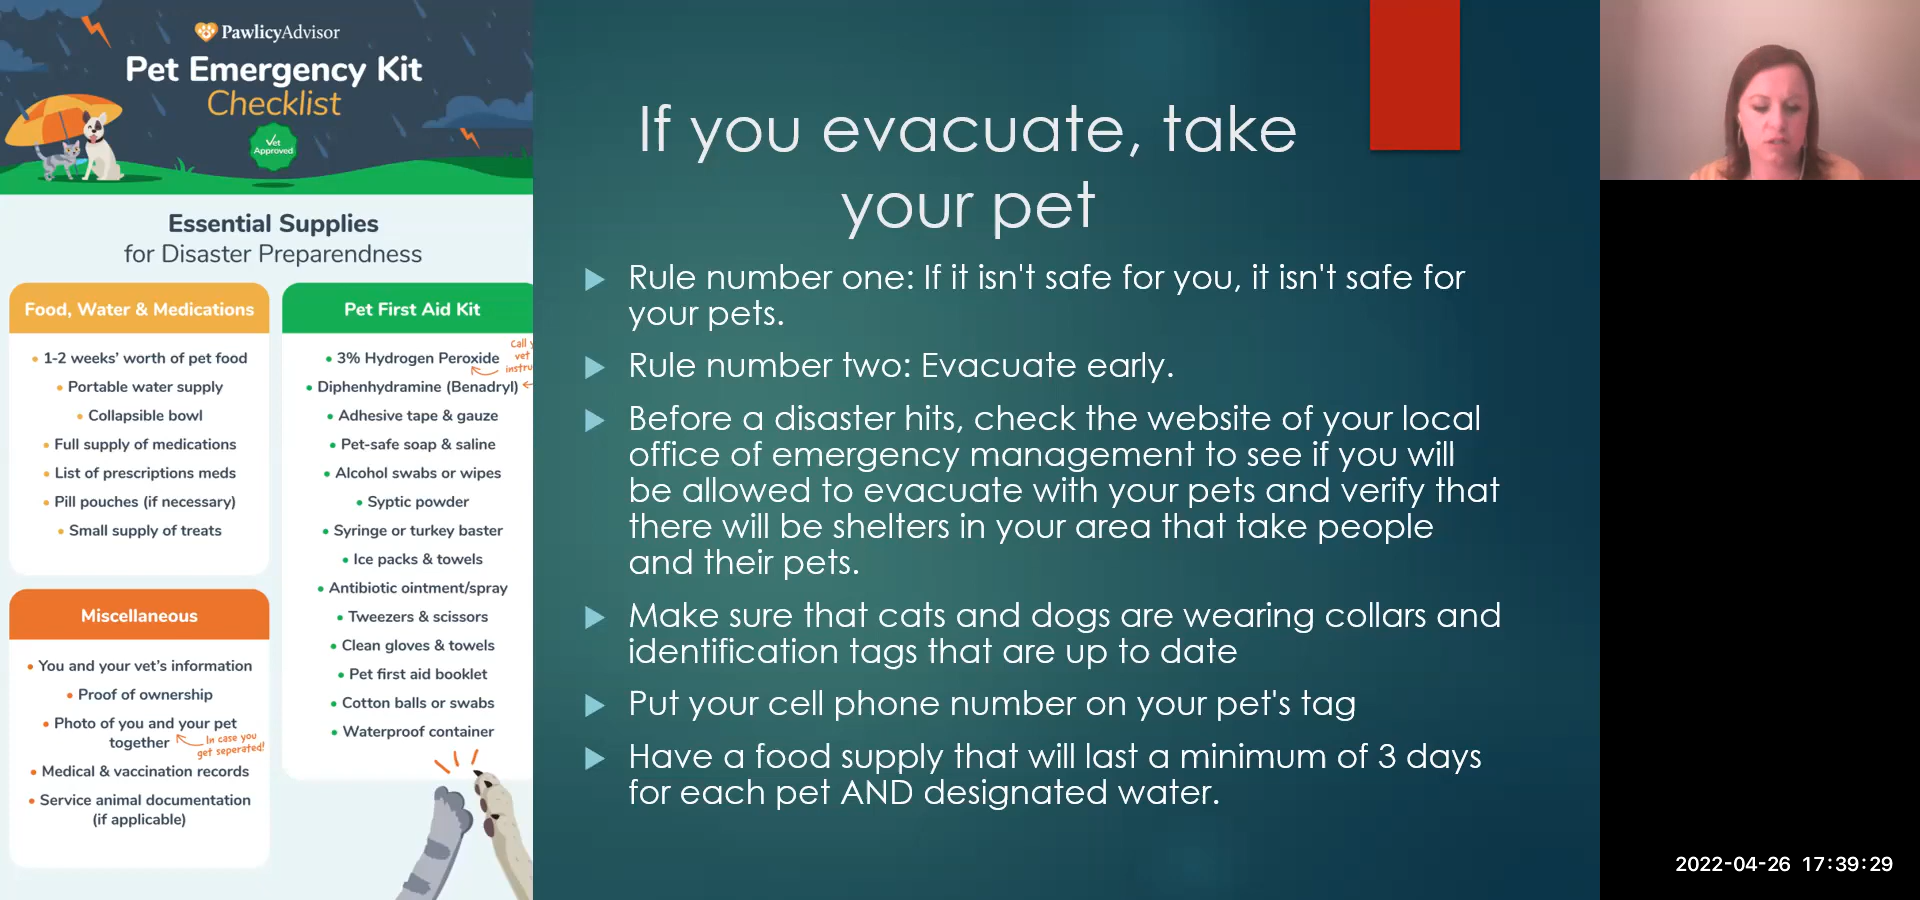 PawlicyAdvisor
Pet Emergency Kit
Checklist
Vet
Approved
Essential Supplies
for Disaster Preparendness
Food, Water & Medications
• 1-2 weeks' worth of pet food
• Portable water supply
• Collapsible bowl
• Full supply of medications
• List of prescriptions meds
• Pill pouches (if necessary)
• Small supply of treats
Miscellaneous
• You and your vet's information
• Proof of ownership
• Photo of you and your pet
together
In case you
get seperated!
• Medical & vaccination records
• Service animal documentation
(if applicable)
Pet First Aid Kit
• 3% Hydrogen Peroxide
Call
vet
• Diphenhydramine (Benadryl)
• Adhesive tape & gauze
• Pet-safe soap & saline
• Alcohol swabs or wipes
• Syptic powder
• Syringe or turkey baster
• Ice packs & towels
• Antibiotic ointment/spray
• Tweezers & scissors
• Clean gloves & towels
• Pet first aid booklet
• Cotton balls or swabs
• Waterproof container
If you evacuate, take
your pet
Rule number one: If it isn't safe for you, it isn't safe for
your pets.
Rule number two: Evacuate early.
Before a disaster hits, check the website of your local
office of emergency management to see if you will
be allowed to evacuate with your pets and verify that
there will be shelters in your area that take people
and their pets.
Make sure that cats and dogs are wearing collars and
identification tags that are up to date
Put your cell phone number on your pet's tag
Have a food supply that will last a minimum of 3 days
for each pet AND designated water.
2022-04-26 17:39:29